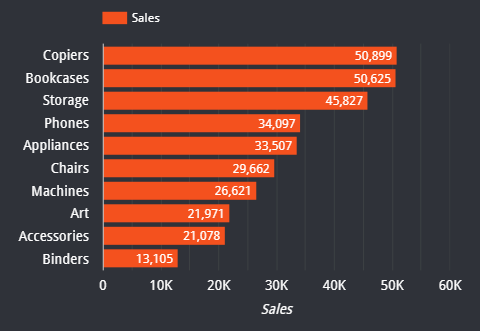 Sales
Copiers 50,899
Bookcases 50,625
Storage 45,827
Phones 34,097
Appliances 33,507
Chairs 29,662
Machines 26,621
Art 21,971
Accessories 21,078
Binders 13,105
0 10K 20K 30K 40K 50K 60K
Sales